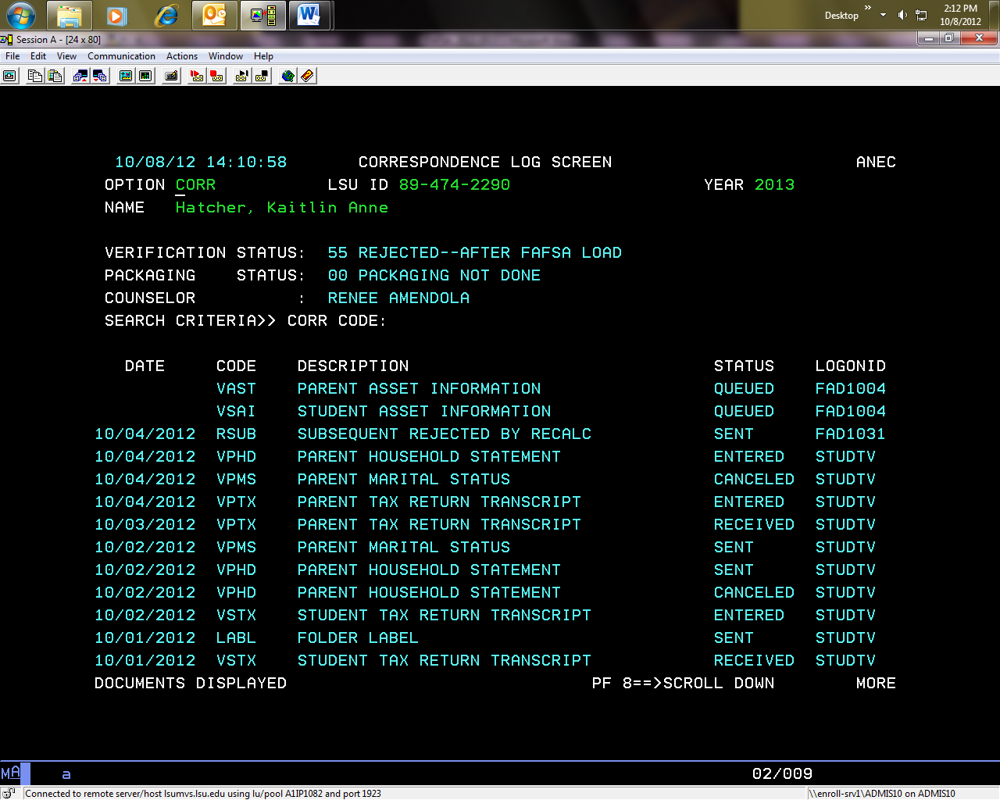 Desktop
»
2:12 PM
10/8/2012
Session A - [24 x 80]
File Edit View Communication Actions Window Help
10/08/12 14:10:58 CORRESPONDENCE LOG SCREEN ANEC
OPTION CORR LSU ID 89-474-2290 YEAR 2013
NAME Hatcher, Kaitlin Anne
VERIFICATION STATUS: 55 REJECTED--AFTER FAFSA LOAD
PACKAGING STATUS: 00 PACKAGING NOT DONE
COUNSELOR : RENEE AMENDOLA
SEARCH CRITERIA>> CORR CODE:
DATE CODE DESCRIPTION STATUS LOGONID
VAST PARENT ASSET INFORMATION QUEUED FAD1004
VSAI STUDENT ASSET INFORMATION QUEUED FAD1004
10/04/2012 RSUB SUBSEQUENT REJECTED BY RECALC SENT FAD1031
10/04/2012 VPHD PARENT HOUSEHOLD STATEMENT ENTERED STUDTV
10/04/2012 VPMS PARENT MARITAL STATUS CANCELED STUDTV
10/04/2012 VPTX PARENT TAX RETURN TRANSCRIPT ENTERED STUDTV
10/03/2012 VPTX PARENT TAX RETURN TRANSCRIPT RECEIVED STUDTV
10/02/2012 VPMS PARENT MARITAL STATUS SENT STUDTV
10/02/2012 VPHD PARENT HOUSEHOLD STATEMENT SENT STUDTV
10/02/2012 VPHD PARENT HOUSEHOLD STATEMENT CANCELED STUDTV
10/02/2012 VSTX STUDENT TAX RETURN TRANSCRIPT ENTERED STUDTV
10/01/2012 LABL FOLDER LABEL SENT STUDTV
10/01/2012 VSTX STUDENT TAX RETURN TRANSCRIPT RECEIVED STUDTV
DOCUMENTS DISPLAYED PF 8==>SCROLL DOWN MORE
MA a 02/009
Connected to remote server/host lsumvs.lsu.edu using lu/pool A1IP1082 and port 1923 \\enroll-srv1\ADMIS10 on ADMIS10